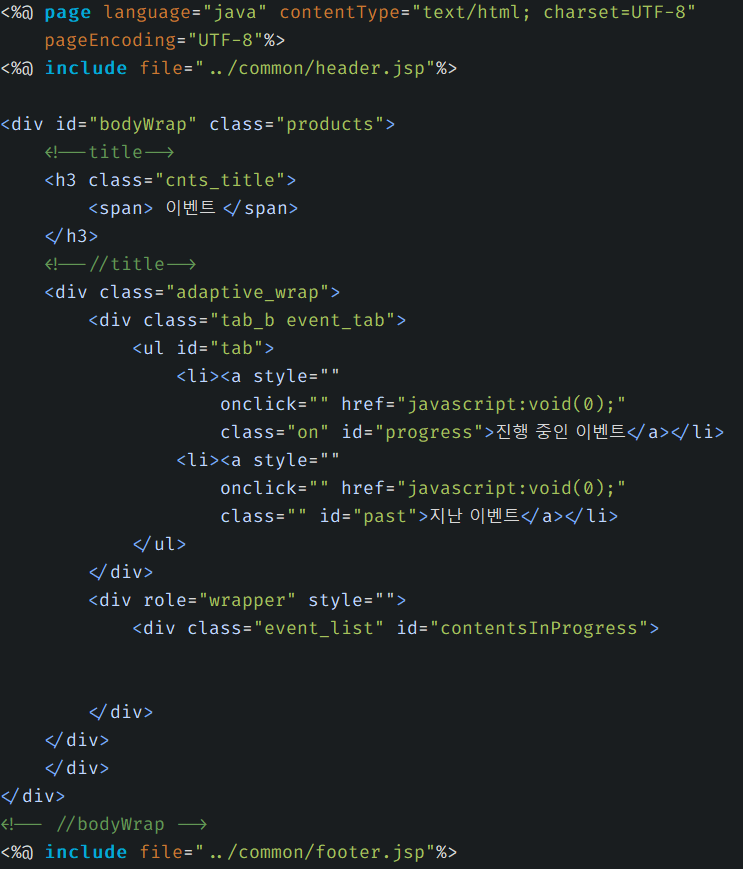 <%@ page language="java" contentType="text/html; charset=UTF-8"
    pageEncoding="UTF-8"%>
<%@ include file="../common/header.jsp"%>

<div id="bodyWrap" class="products">
    <!--title-->
    <h3 class="cnts_title">
        <span> 이벤트 </span>
    </h3>
    <!--//title-->
    <div class="adaptive_wrap">
        <div class="tab_b event_tab">
            <ul id="tab">
                <li><a style=""
                    onclick="" href="javascript:void(0);"
                    class="on" id="progress">진행 중인 이벤트</a></li>
                <li><a style=""
                    onclick="" href="javascript:void(0);"
                    class="" id="past">지난 이벤트</a></li>
            </ul>
        </div>
        <div role="wrapper" style="">
            <div class="event_list" id="contentsInProgress">


        </div>
    </div>
    </div>
</div>
<!-- //bodyWrap -->
<%@ include file="../common/footer.jsp"%>